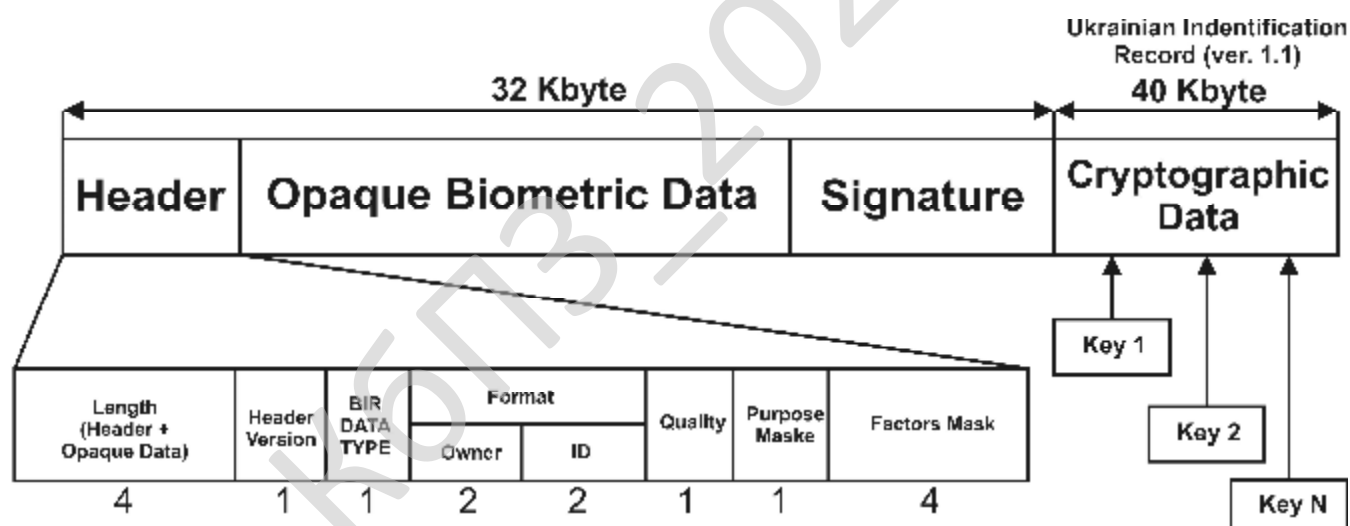 Ukrainian Indentification
Record (ver. 1.1)
32 Kbyte
40 Kbyte
Header
Opaque Biometric Data
Signature
Cryptographic
Data
Key 1
Key 2
Key N
Length
(Header +
Opaque Data)
Header
Version
BIR
DATA
TYPE
Format
Owner
ID
Quality
Purpose
Maske
Factors Mask
4
1
1
2
2
1
1
4